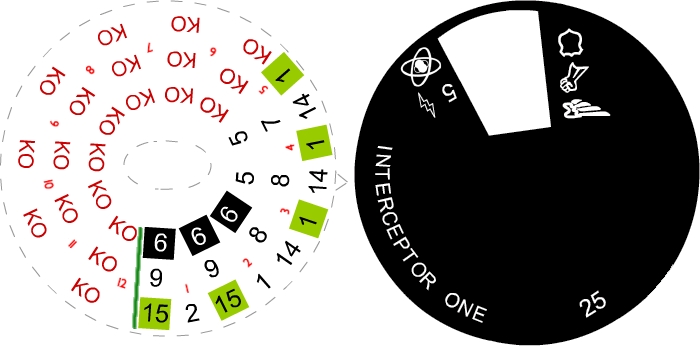 15 2 15 1 14 1 14 1 14 1 KO KO KO KO KO KO KO
1 2 3 4 5 6 7 8 9 10 11 12
9 9 8 8 7 KO KO KO KO KO KO KO
6 6 6 5 5 KO KO KO KO KO KO KO
5
INTERCEPTOR ONE
25